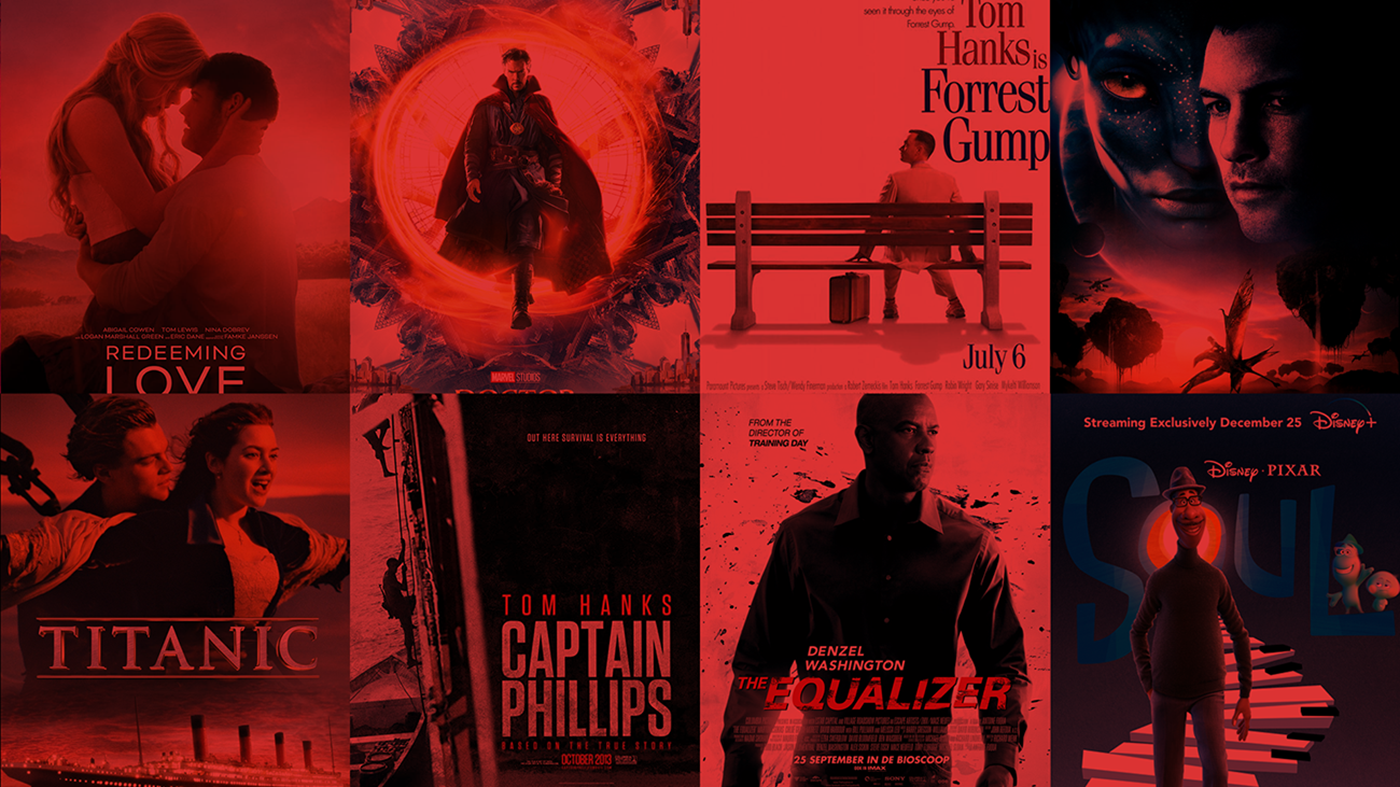 ABIGAIL COWEN TOM LEWIS NINA DOBREV
LOGAN MARSHALL GREEN ERIC DANE FAMKE JANSSEN
REDEEMING
LOVE
MARVEL STUDIOS
DOCTOR
seen it through the eyes of
Forrest Gump.
Tom
Hanks is
Forrest
Gump
July 6
Paramount Pictures presents a Steve Tisch/Wendy Finerman production a Robert Zemeckis film Tom Hanks Forrest Gump Robin Wright Gary Sinise Mykelti Williamson
TITANIC
OUT HERE SURVIVAL IS EVERYTHING
TOM HANKS
CAPTAIN
PHILLIPS
BASED ON THE TRUE STORY
OCTOBER 2013
FROM THE
DIRECTOR OF
TRAINING DAY
DENZEL
WASHINGTON
THE EQUALIZER
25 SEPTEMBER IN DE BIOSCOOP
SONY
Streaming Exclusively December 25 Disney+
Disney · PIXAR
SOUL